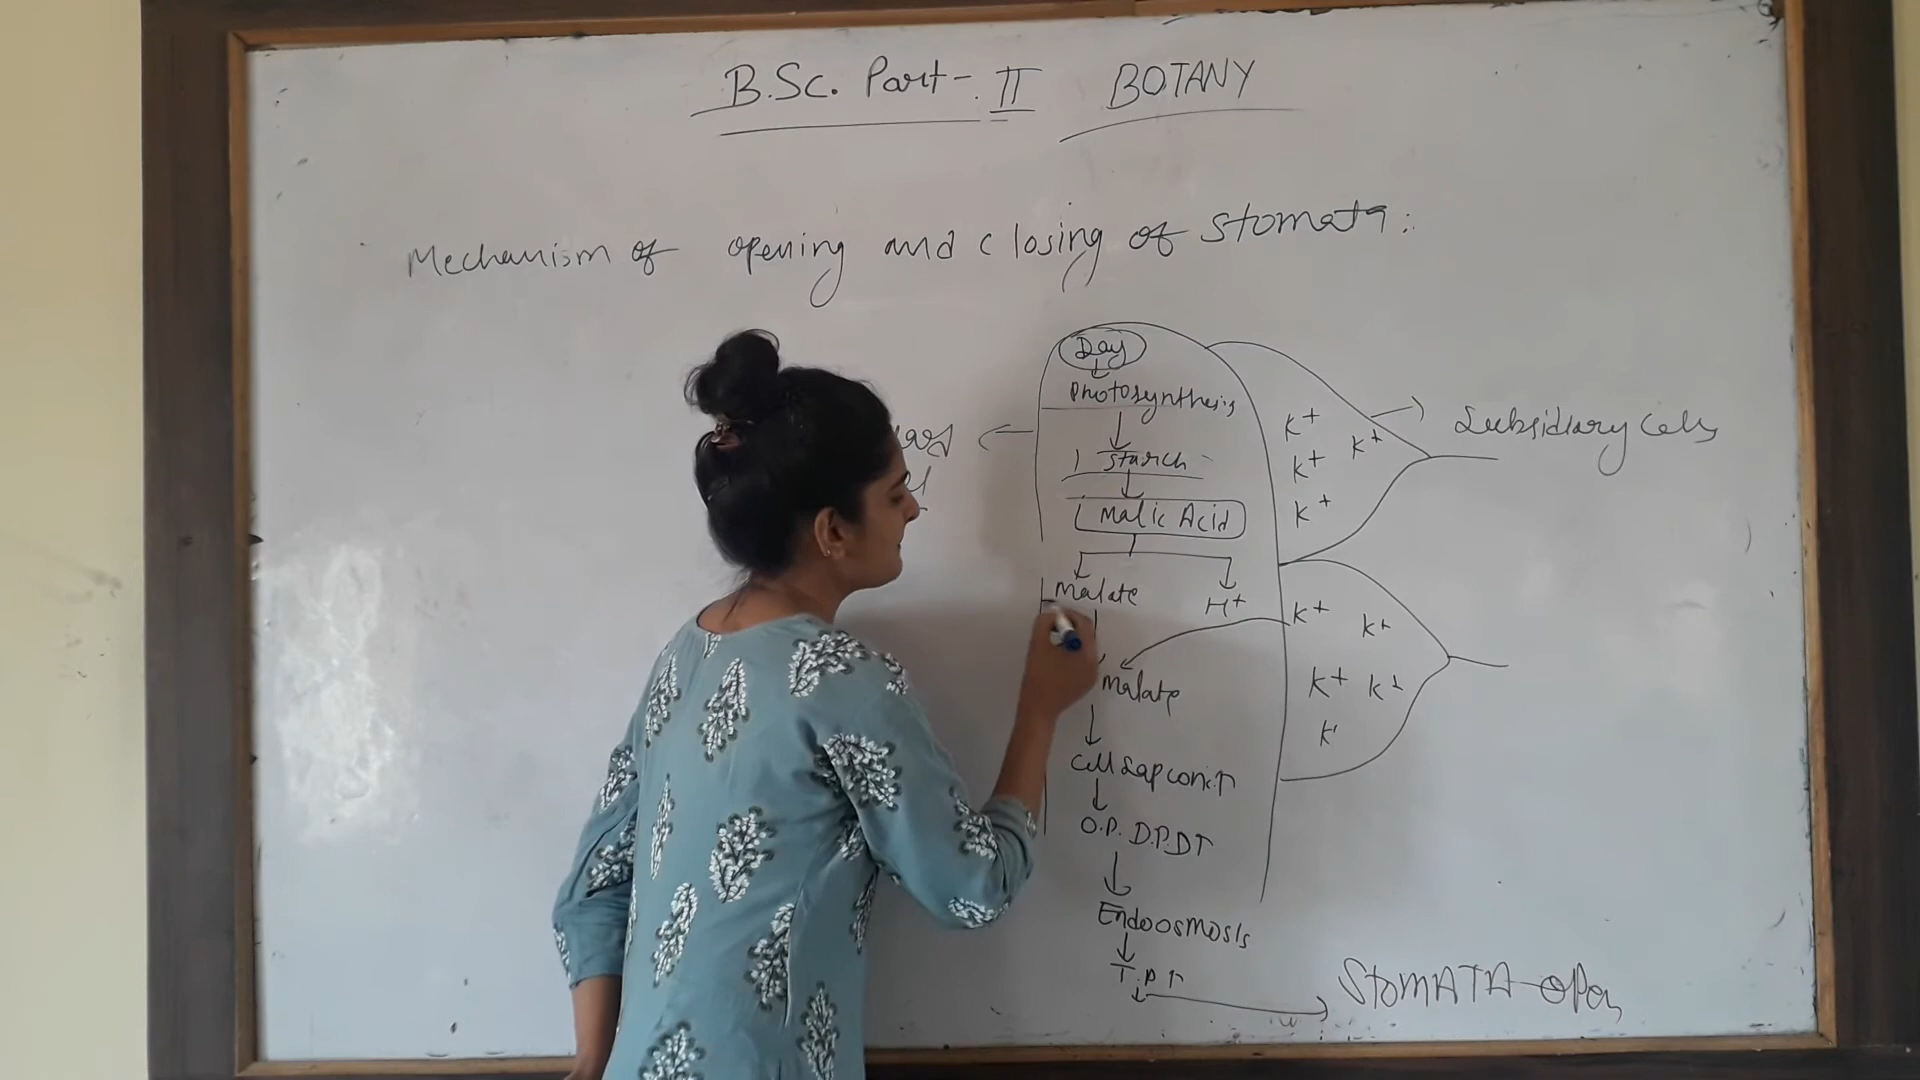 B.Sc. Part-II BOTANY
Mechanism of opening and closing of stomata:
Day
Photosynthesis
Starch
Malic Acid
Malate H+
Malate
Cell Sap conc.↑
O.P. D.P.D↑
Endoosmosis
T.P↑
STOMATA-open
K+
K+ K+
K+
Subsidiary Cells
K+ K+
K+ K+
K+